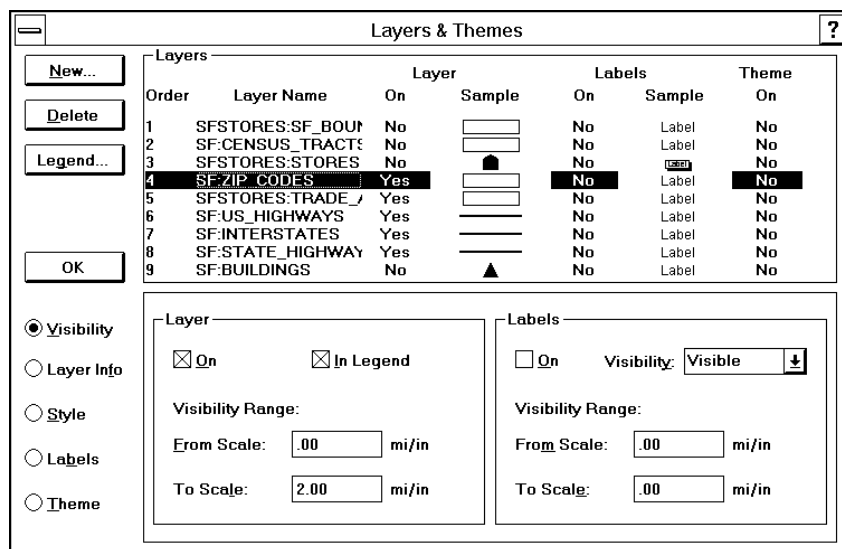 Layers & Themes
?
New...
Delete
Legend...
OK
Layers
Layer Labels Theme
Order Layer Name On Sample On Sample On
1 SFSTORES:SF_BOUN No No Label No
2 SF:CENSUS_TRACTS No No Label No
3 SFSTORES:STORES No No Label No
4 SF:ZIP_CODES Yes No Label No
5 SFSTORES:TRADE_A Yes No Label No
6 SF:US_HIGHWAYS Yes No Label No
7 SF:INTERSTATES Yes No Label No
8 SF:STATE_HIGHWAY Yes No Label No
9 SF:BUILDINGS No No Label No
Visibility
Layer Info
Style
Labels
Theme
Layer
On In Legend
Visibility Range:
From Scale: .00 mi/in
To Scale: 2.00 mi/in
Labels
On Visibility: Visible
Visibility Range:
From Scale: .00 mi/in
To Scale: .00 mi/in